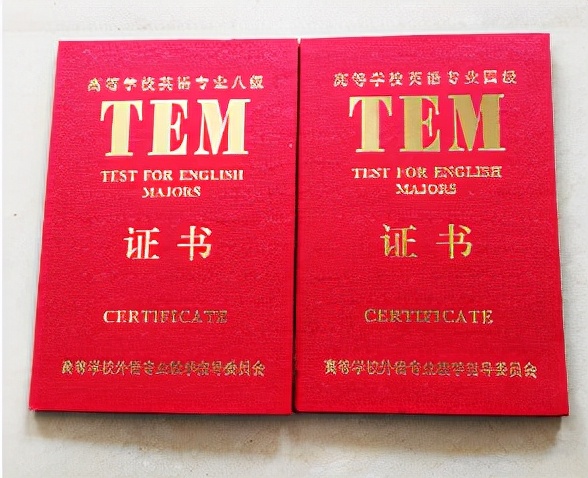 高等学校英语专业八级
TEM
TEST FOR ENGLISH
MAJORS
证书
CERTIFICATE
高等学校外语专业教学指导委员会
高等学校英语专业四级
TEM
TEST FOR ENGLISH
MAJORS
证书
CERTIFICATE
高等学校外语专业教学指导委员会